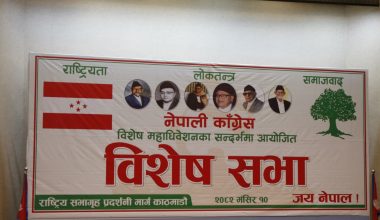 राष्ट्रियता लोकतन्त्र समाजवाद
नेपाली काँग्रेस
विशेष महाधिवेशनका सन्दर्भमा आयोजित
विशेष सभा
राष्ट्रिय सभागृह प्रदर्शनी मार्ग काठमाडौं २०८२ मंसिर १० जय नेपाल !